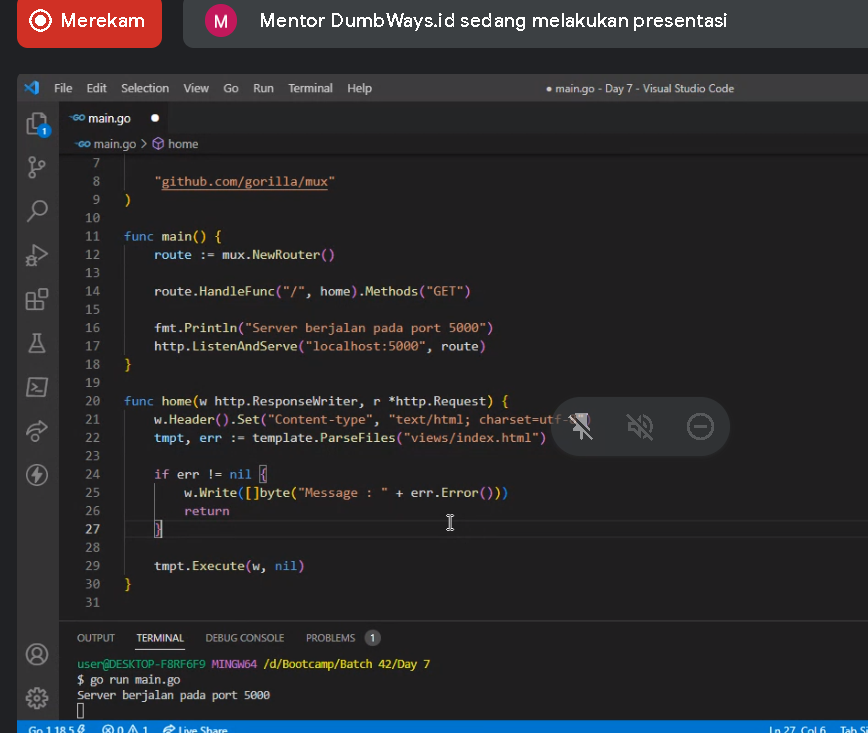 Merekam
M
Mentor DumbWays.id sedang melakukan presentasi
File Edit Selection View Go Run Terminal Help
● main.go - Day 7 - Visual Studio Code
GO main.go ●
1
GO main.go > home
7
8 "github.com/gorilla/mux"
9 )
10
11 func main() {
12 route := mux.NewRouter()
13
14 route.HandleFunc("/", home).Methods("GET")
15
16 fmt.Println("Server berjalan pada port 5000")
17 http.ListenAndServe("localhost:5000", route)
18 }
19
20 func home(w http.ResponseWriter, r *http.Request) {
21 w.Header().Set("Content-type", "text/html; charset=utf-
22 tmpt, err := template.ParseFiles("views/index.html")
23
24 if err != nil {
25 w.Write([]byte("Message : " + err.Error()))
26 return
27 }
28
29 tmpt.Execute(w, nil)
30 }
31
OUTPUT TERMINAL DEBUG CONSOLE PROBLEMS 1
user@DESKTOP-F8RF6F9 MINGW64 /d/Bootcamp/Batch 42/Day 7
$ go run main.go
Server berjalan pada port 5000
Go 1.18.5 0 1 Live Share Ln 27, Col 6 Tab Si